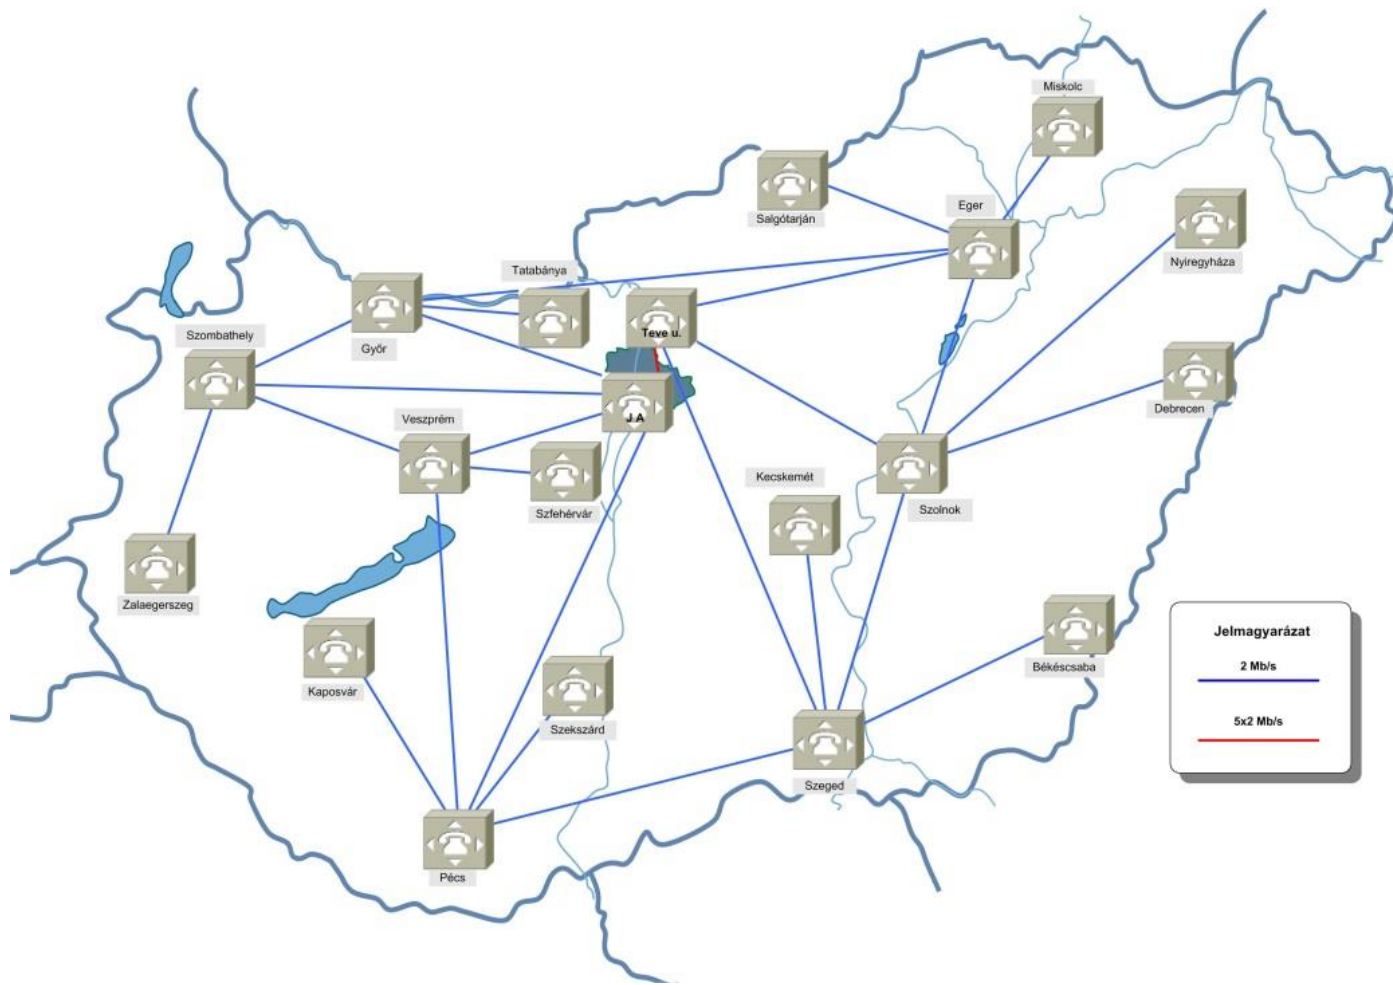 Miskolc
Salgótarján
Eger
Nyiregyháza
Tatabánya
Teve u.
Szombathely
Győr
J A
Debrecen
Veszprém
Kecskemét
Szfehérvár
Szolnok
Zalaegerszeg
Jelmagyarázat
2 Mb/s
5x2 Mb/s
Békéscsaba
Kaposvár
Szekszárd
Szeged
Pécs